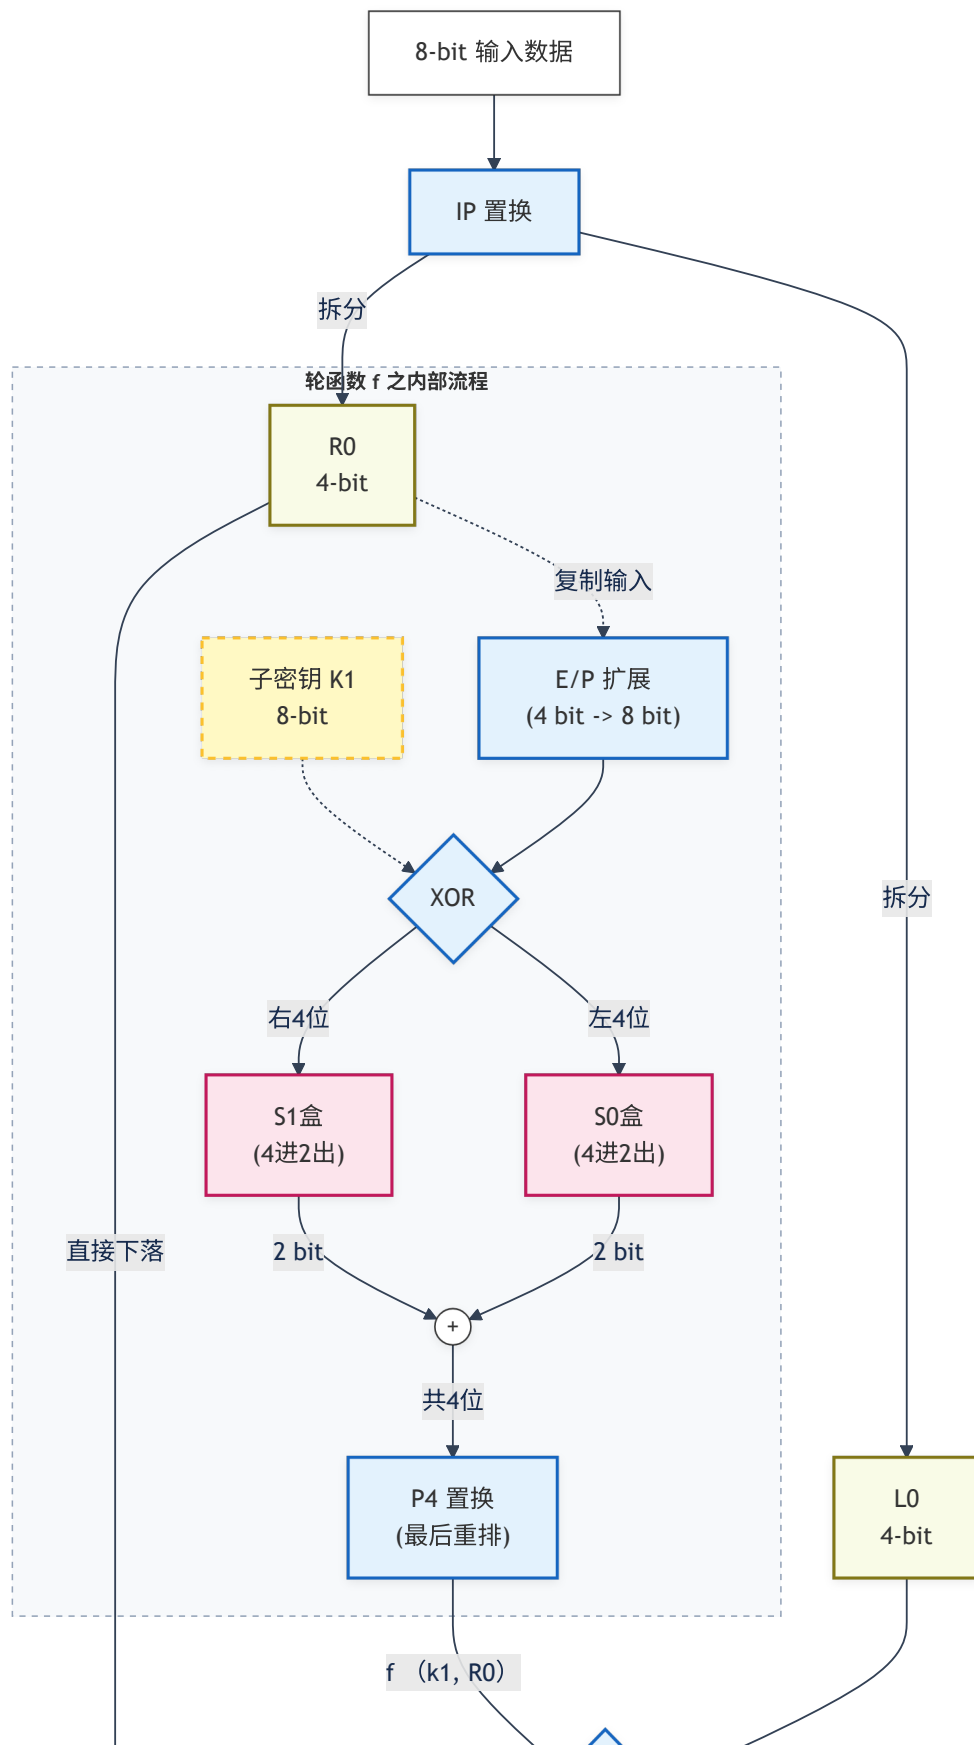 8-bit 输入数据
IP 置换
拆分
轮函数 f 之内部流程
R0
4-bit
复制输入
子密钥 K1
8-bit
E/P 扩展
(4 bit -> 8 bit)
XOR
拆分
右4位
左4位
S1盒
(4进2出)
S0盒
(4进2出)
直接下落
2 bit
2 bit
+
共4位
P4 置换
(最后重排)
L0
4-bit
f （k1, R0）